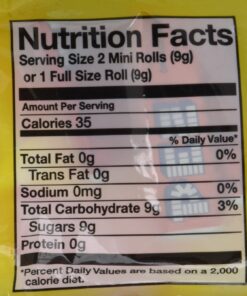 Nutrition Facts
Serving Size 2 Mini Rolls (9g)
or 1 Full Size Roll (9g)
Amount Per Serving
Calories 35
% Daily Value*
Total Fat 0g 0%
Trans Fat 0g
Sodium 0mg 0%
Total Carbohydrate 9g 3%
Sugars 9g
Protein 0g
*Percent Daily Values are based on a 2,000
calorie diet.